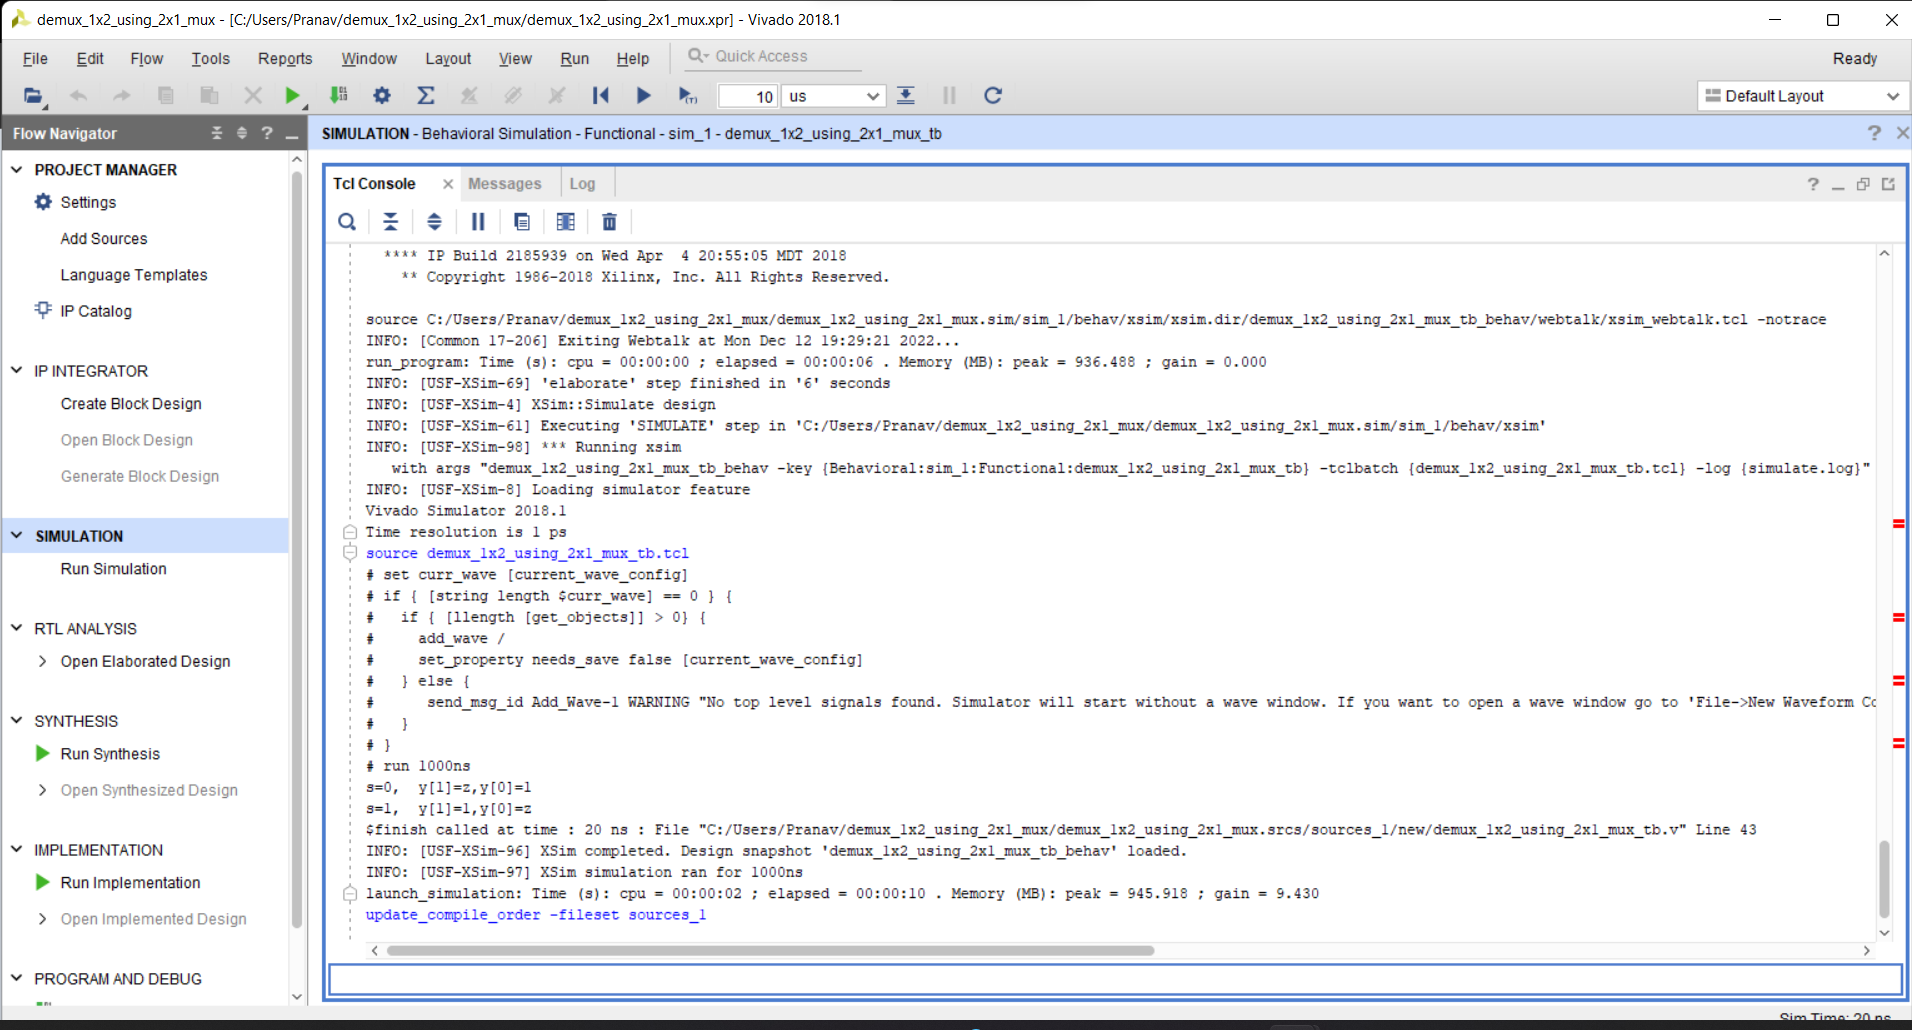 demux_1x2_using_2x1_mux - [C:/Users/Pranav/demux_1x2_using_2x1_mux/demux_1x2_using_2x1_mux.xpr] - Vivado 2018.1
File Edit Flow Tools Reports Window Layout View Run Help Quick Access
Ready
10 us
Default Layout
Flow Navigator
SIMULATION - Behavioral Simulation - Functional - sim_1 - demux_1x2_using_2x1_mux_tb
PROJECT MANAGER
Settings
Add Sources
Language Templates
IP Catalog
IP INTEGRATOR
Create Block Design
Open Block Design
Generate Block Design
SIMULATION
Run Simulation
RTL ANALYSIS
Open Elaborated Design
SYNTHESIS
Run Synthesis
Open Synthesized Design
IMPLEMENTATION
Run Implementation
Open Implemented Design
PROGRAM AND DEBUG
Tcl Console Messages Log
**** IP Build 2185939 on Wed Apr  4 20:55:05 MDT 2018
** Copyright 1986-2018 Xilinx, Inc. All Rights Reserved.
source C:/Users/Pranav/demux_1x2_using_2x1_mux/demux_1x2_using_2x1_mux.sim/sim_1/behav/xsim/xsim.dir/demux_1x2_using_2x1_mux_tb_behav/webtalk/xsim_webtalk.tcl -notrace
INFO: [Common 17-206] Exiting Webtalk at Mon Dec 12 19:29:21 2022...
run_program: Time (s): cpu = 00:00:00 ; elapsed = 00:00:06 . Memory (MB): peak = 936.488 ; gain = 0.000
INFO: [USF-XSim-69] 'elaborate' step finished in '6' seconds
INFO: [USF-XSim-4] XSim::Simulate design
INFO: [USF-XSim-61] Executing 'SIMULATE' step in 'C:/Users/Pranav/demux_1x2_using_2x1_mux/demux_1x2_using_2x1_mux.sim/sim_1/behav/xsim'
INFO: [USF-XSim-98] *** Running xsim
with args "demux_1x2_using_2x1_mux_tb_behav -key {Behavioral:sim_1:Functional:demux_1x2_using_2x1_mux_tb} -tclbatch {demux_1x2_using_2x1_mux_tb.tcl} -log {simulate.log}"
INFO: [USF-XSim-8] Loading simulator feature
Vivado Simulator 2018.1
Time resolution is 1 ps
source demux_1x2_using_2x1_mux_tb.tcl
# set curr_wave [current_wave_config]
# if { [string length $curr_wave] == 0 } {
#   if { [llength [get_objects]] > 0} {
#     add_wave /
#     set_property needs_save false [current_wave_config]
#   } else {
#      send_msg_id Add_Wave-1 WARNING "No top level signals found. Simulator will start without a wave window. If you want to open a wave window go to 'File->New Waveform Co
#   }
# }
# run 1000ns
s=0,  y[1]=z,y[0]=1
s=1,  y[1]=1,y[0]=z
$finish called at time : 20 ns : File "C:/Users/Pranav/demux_1x2_using_2x1_mux/demux_1x2_using_2x1_mux.srcs/sources_1/new/demux_1x2_using_2x1_mux_tb.v" Line 43
INFO: [USF-XSim-96] XSim completed. Design snapshot 'demux_1x2_using_2x1_mux_tb_behav' loaded.
INFO: [USF-XSim-97] XSim simulation ran for 1000ns
launch_simulation: Time (s): cpu = 00:00:02 ; elapsed = 00:00:10 . Memory (MB): peak = 945.918 ; gain = 9.430
update_compile_order -fileset sources_1
Sim Time: 20 ns